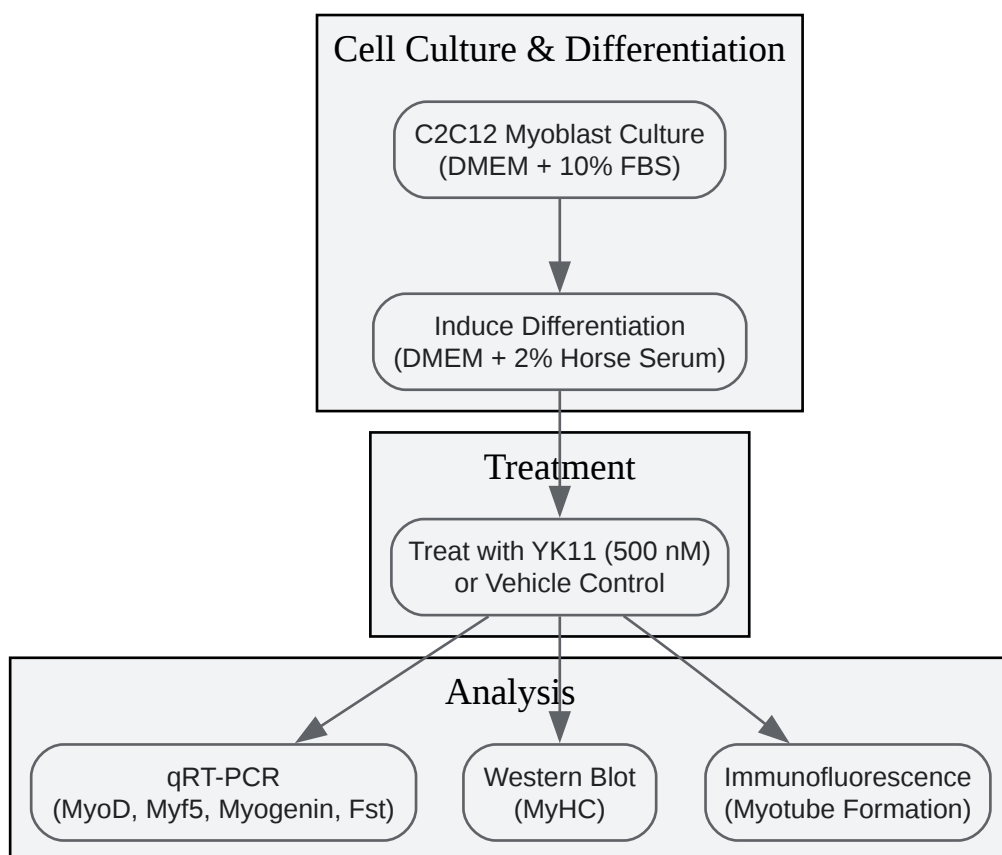 Cell Culture & Differentiation
C2C12 Myoblast Culture
(DMEM + 10% FBS)
Induce Differentiation
(DMEM + 2% Horse Serum)
Treatment
Treat with YK11 (500 nM)
or Vehicle Control
Analysis
qRT-PCR
(MyoD, Myf5, Myogenin, Fst)
Western Blot
(MyHC)
Immunofluorescence
(Myotube Formation)